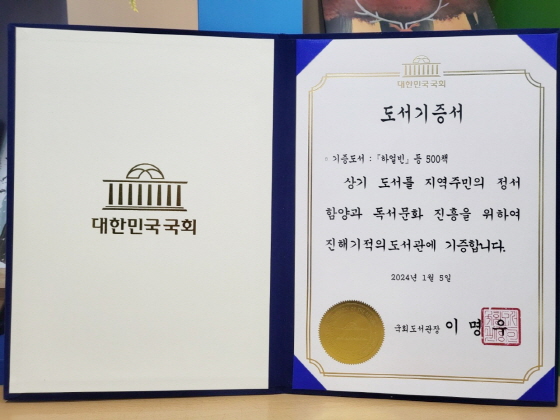 대한민국국회
대한민국국회
도서기증서
기증도서 : 「하얼빈」 등 500책
상기 도서를 지역주민의 정서
함양과 독서문화 진흥을 위하여
진해기적의도서관에 기증합니다.
2024년 1월 5일
국회도서관장 이 명 우